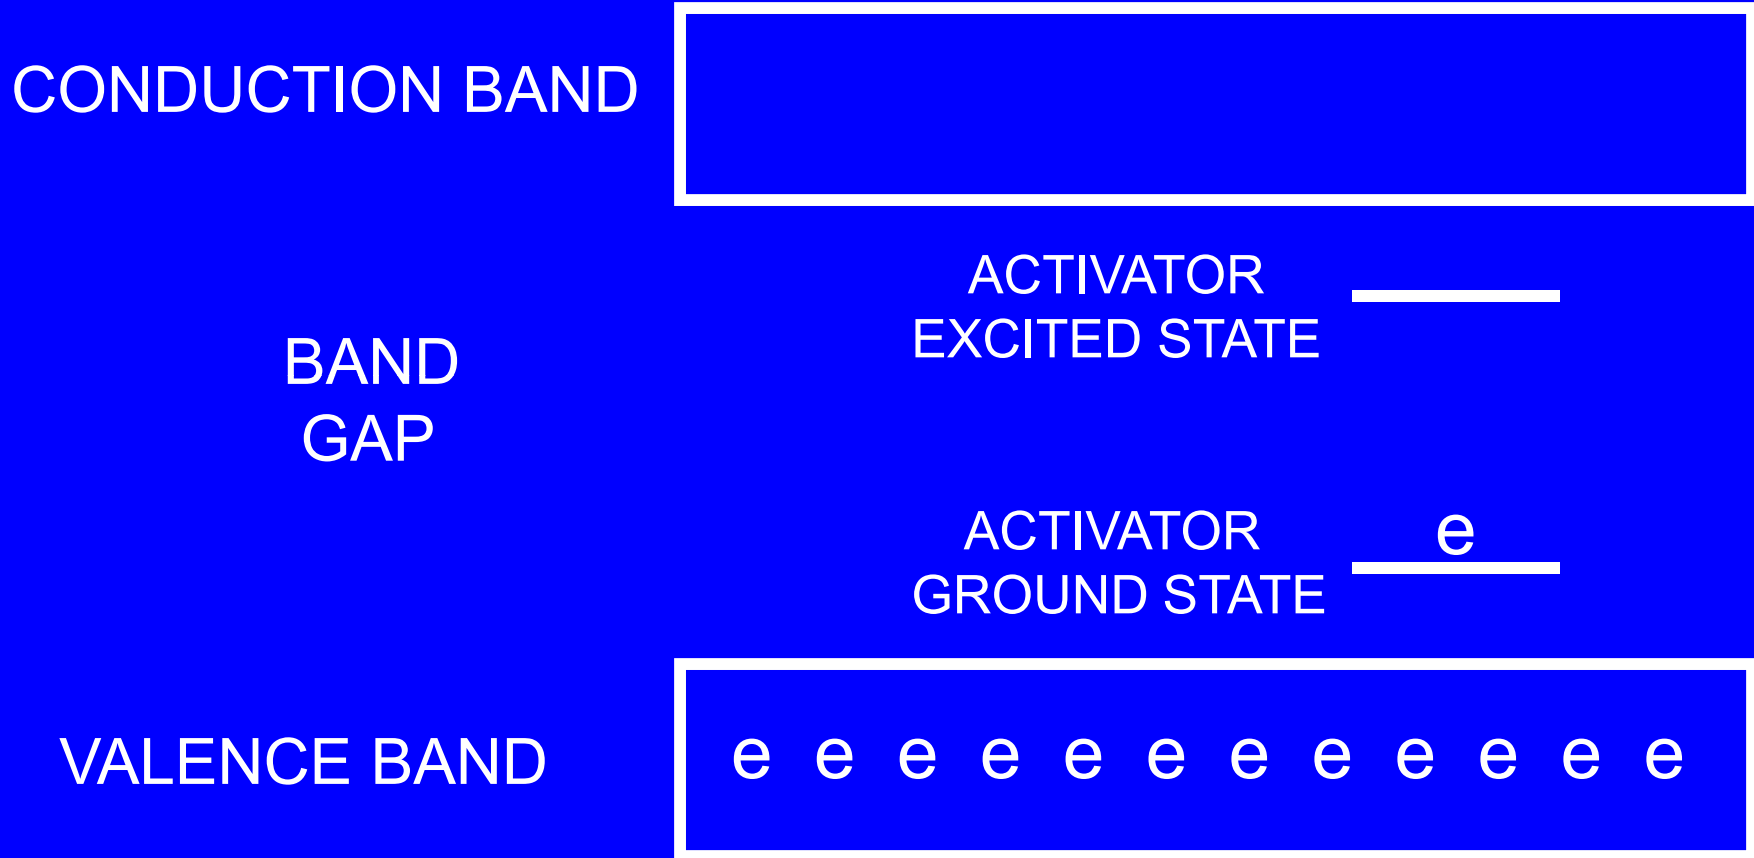 CONDUCTION BAND
ACTIVATOR
EXCITED STATE
BAND
GAP
ACTIVATOR
GROUND STATE
e
VALENCE BAND
e e e e e e e e e e e e